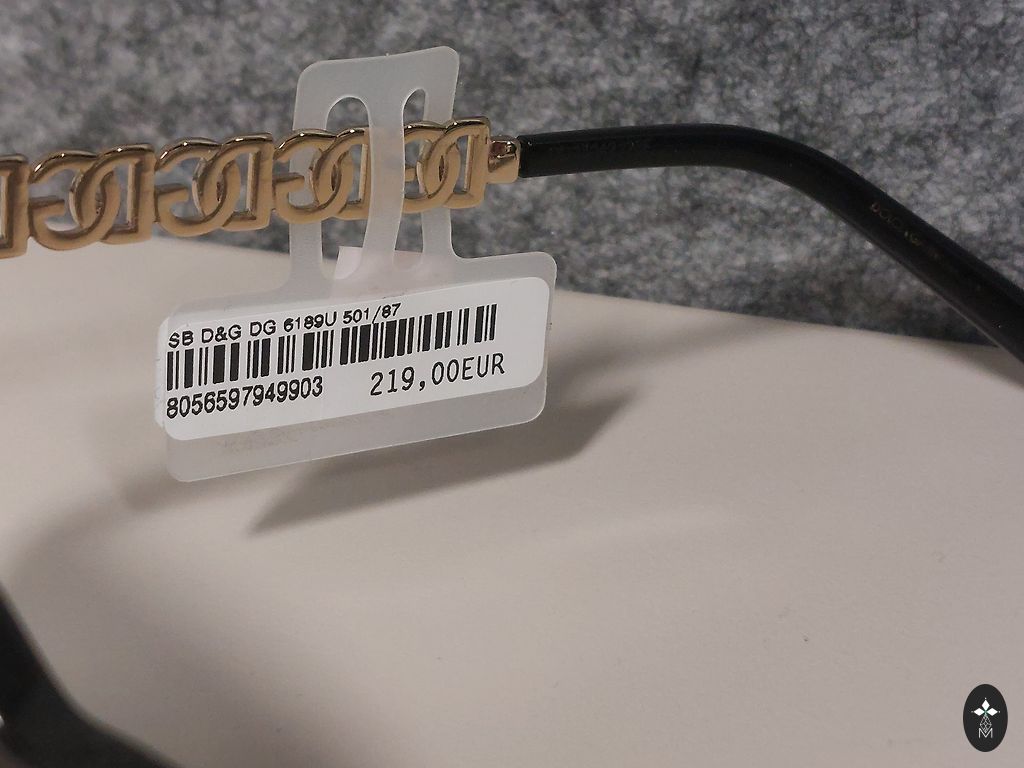 SB D&G DG 6189U 501/87
8056597949903 219,00EUR